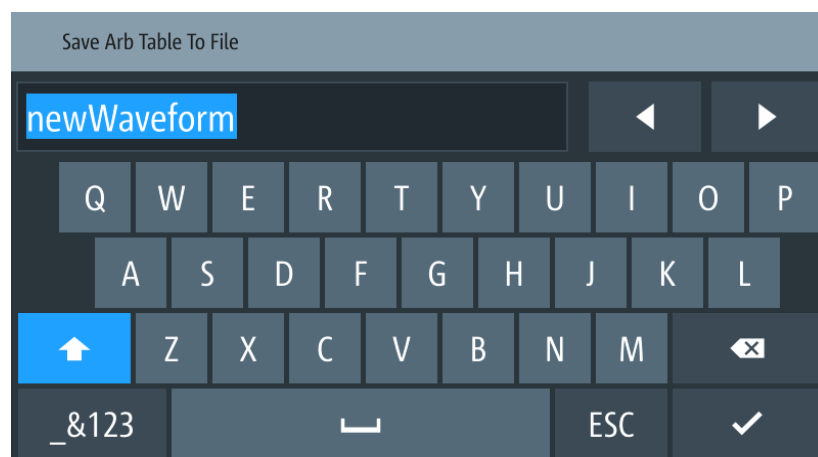 Save Arb Table To File
newWaveform
Q W E R T Y U I O P
A S D F G H J K L
Z X C V B N M
_&123 ESC